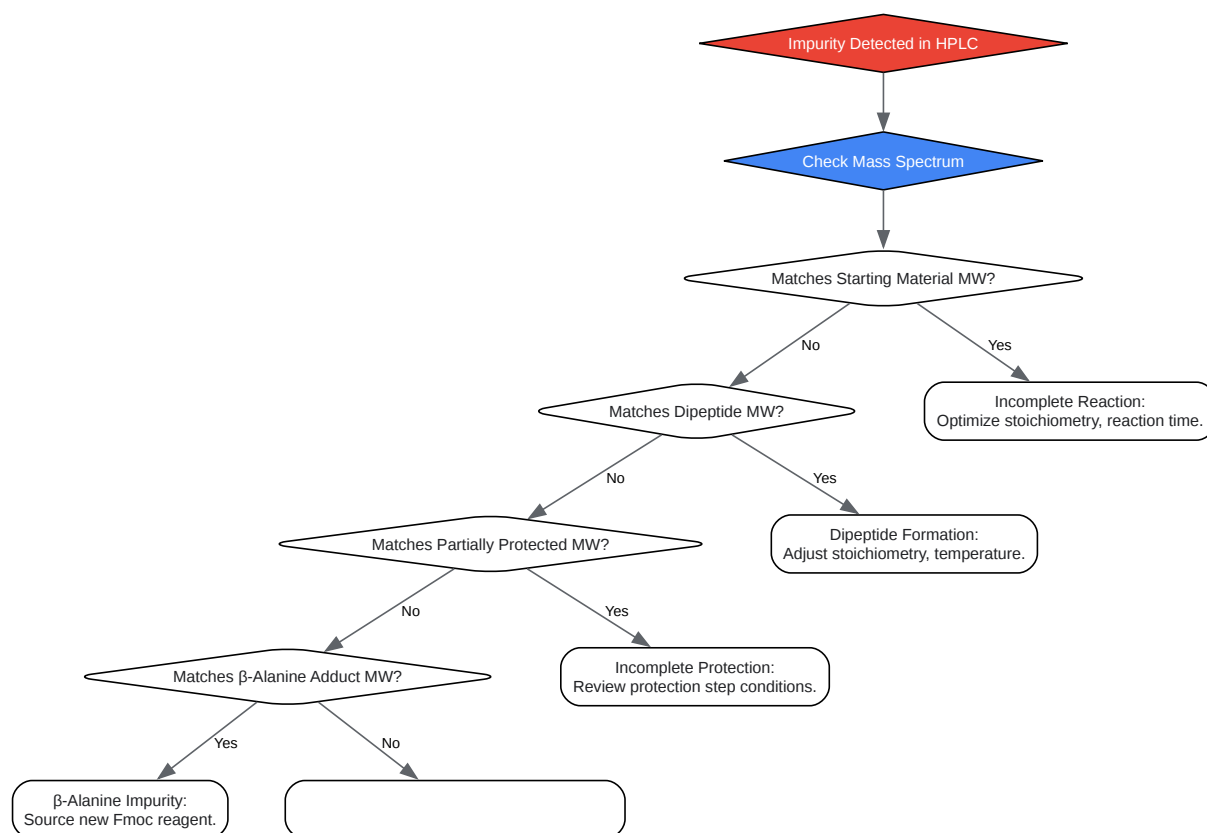 Impurity Detected in HPLC
Check Mass Spectrum
Matches Starting Material MW?
No
Yes
Incomplete Reaction:
Optimize stoichiometry, reaction time.
Matches Dipeptide MW?
No
Yes
Dipeptide Formation:
Adjust stoichiometry, temperature.
Matches Partially Protected MW?
No
Yes
Incomplete Protection:
Review protection step conditions.
Matches β-Alanine Adduct MW?
Yes
No
β-Alanine Impurity:
Source new Fmoc reagent.